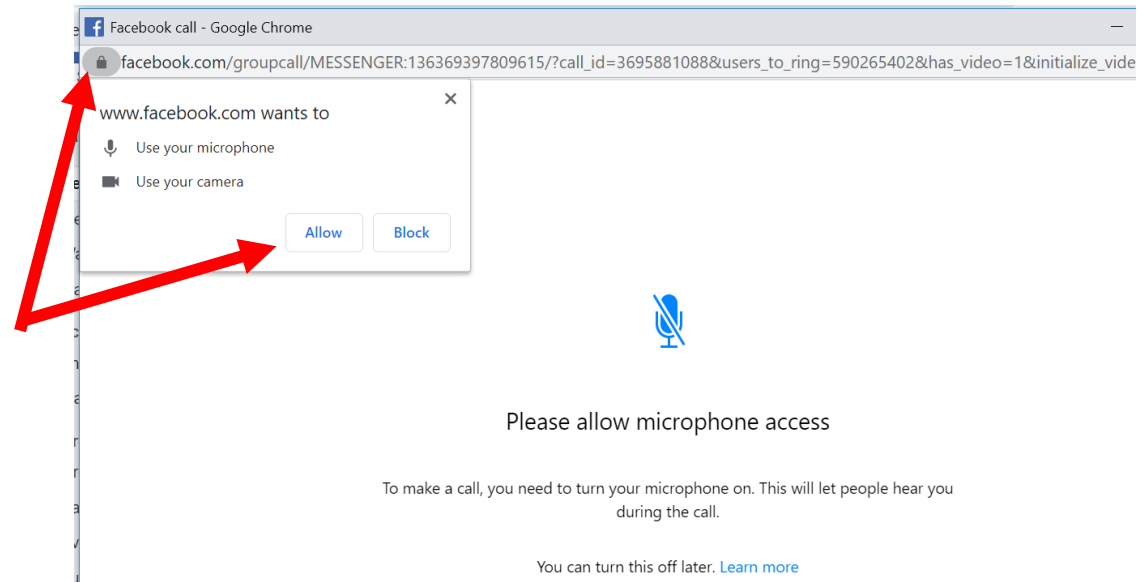 Facebook call - Google Chrome
facebook.com/groupcall/MESSENGER:136369397809615/?call_id=3695881088&users_to_ring=590265402&has_video=1&initialize_vide
www.facebook.com wants to
Use your microphone
Use your camera
Allow
Block
Please allow microphone access
To make a call, you need to turn your microphone on. This will let people hear you
during the call.
You can turn this off later. Learn more